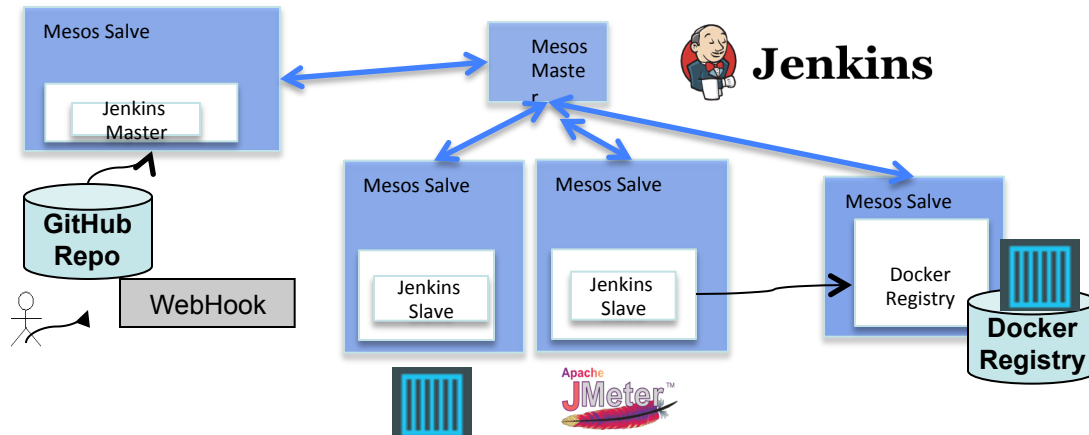 Mesos Salve
Jenkins
Master
Mesos
Maste
r
Jenkins
GitHub
Repo
WebHook
Mesos Salve
Jenkins
Slave
Mesos Salve
Jenkins
Slave
Mesos Salve
Docker
Registry
Docker
Registry
Apache
JMeter™